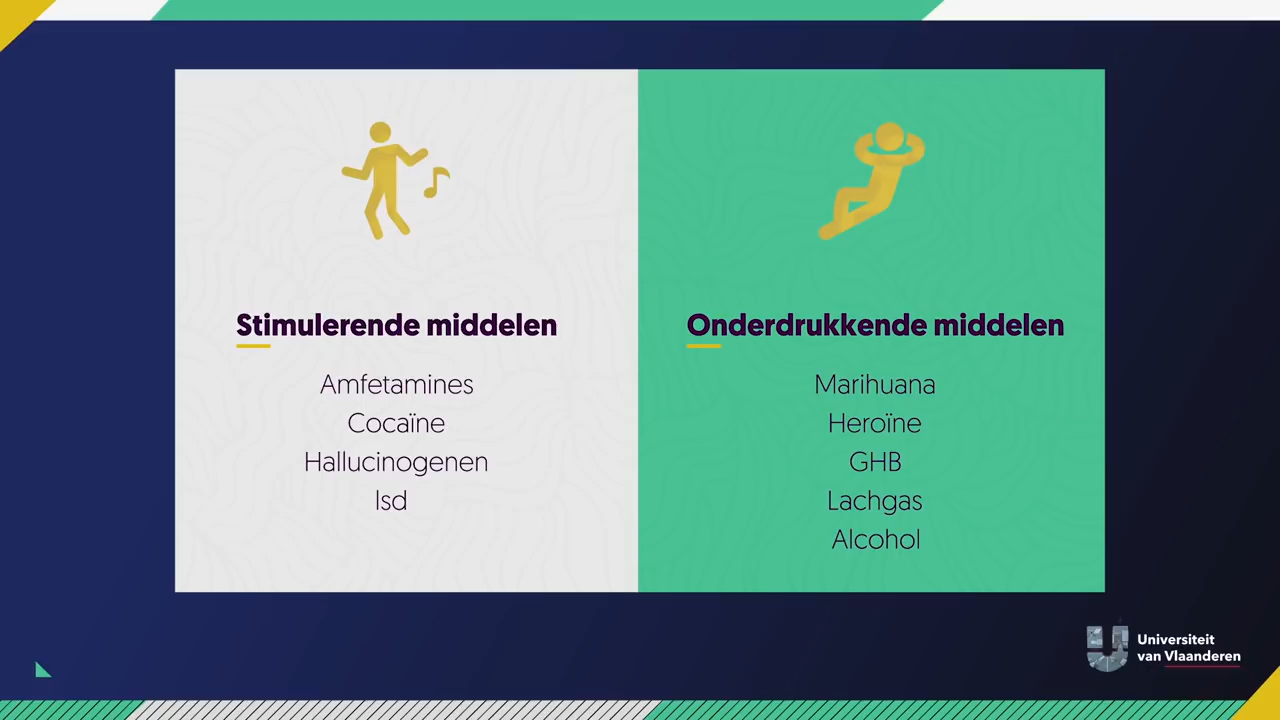 Stimulerende middelen
Amfetamines
Cocaïne
Hallucinogenen
lsd
Onderdrukkende middelen
Marihuana
Heroïne
GHB
Lachgas
Alcohol
Universiteit
van Vlaanderen